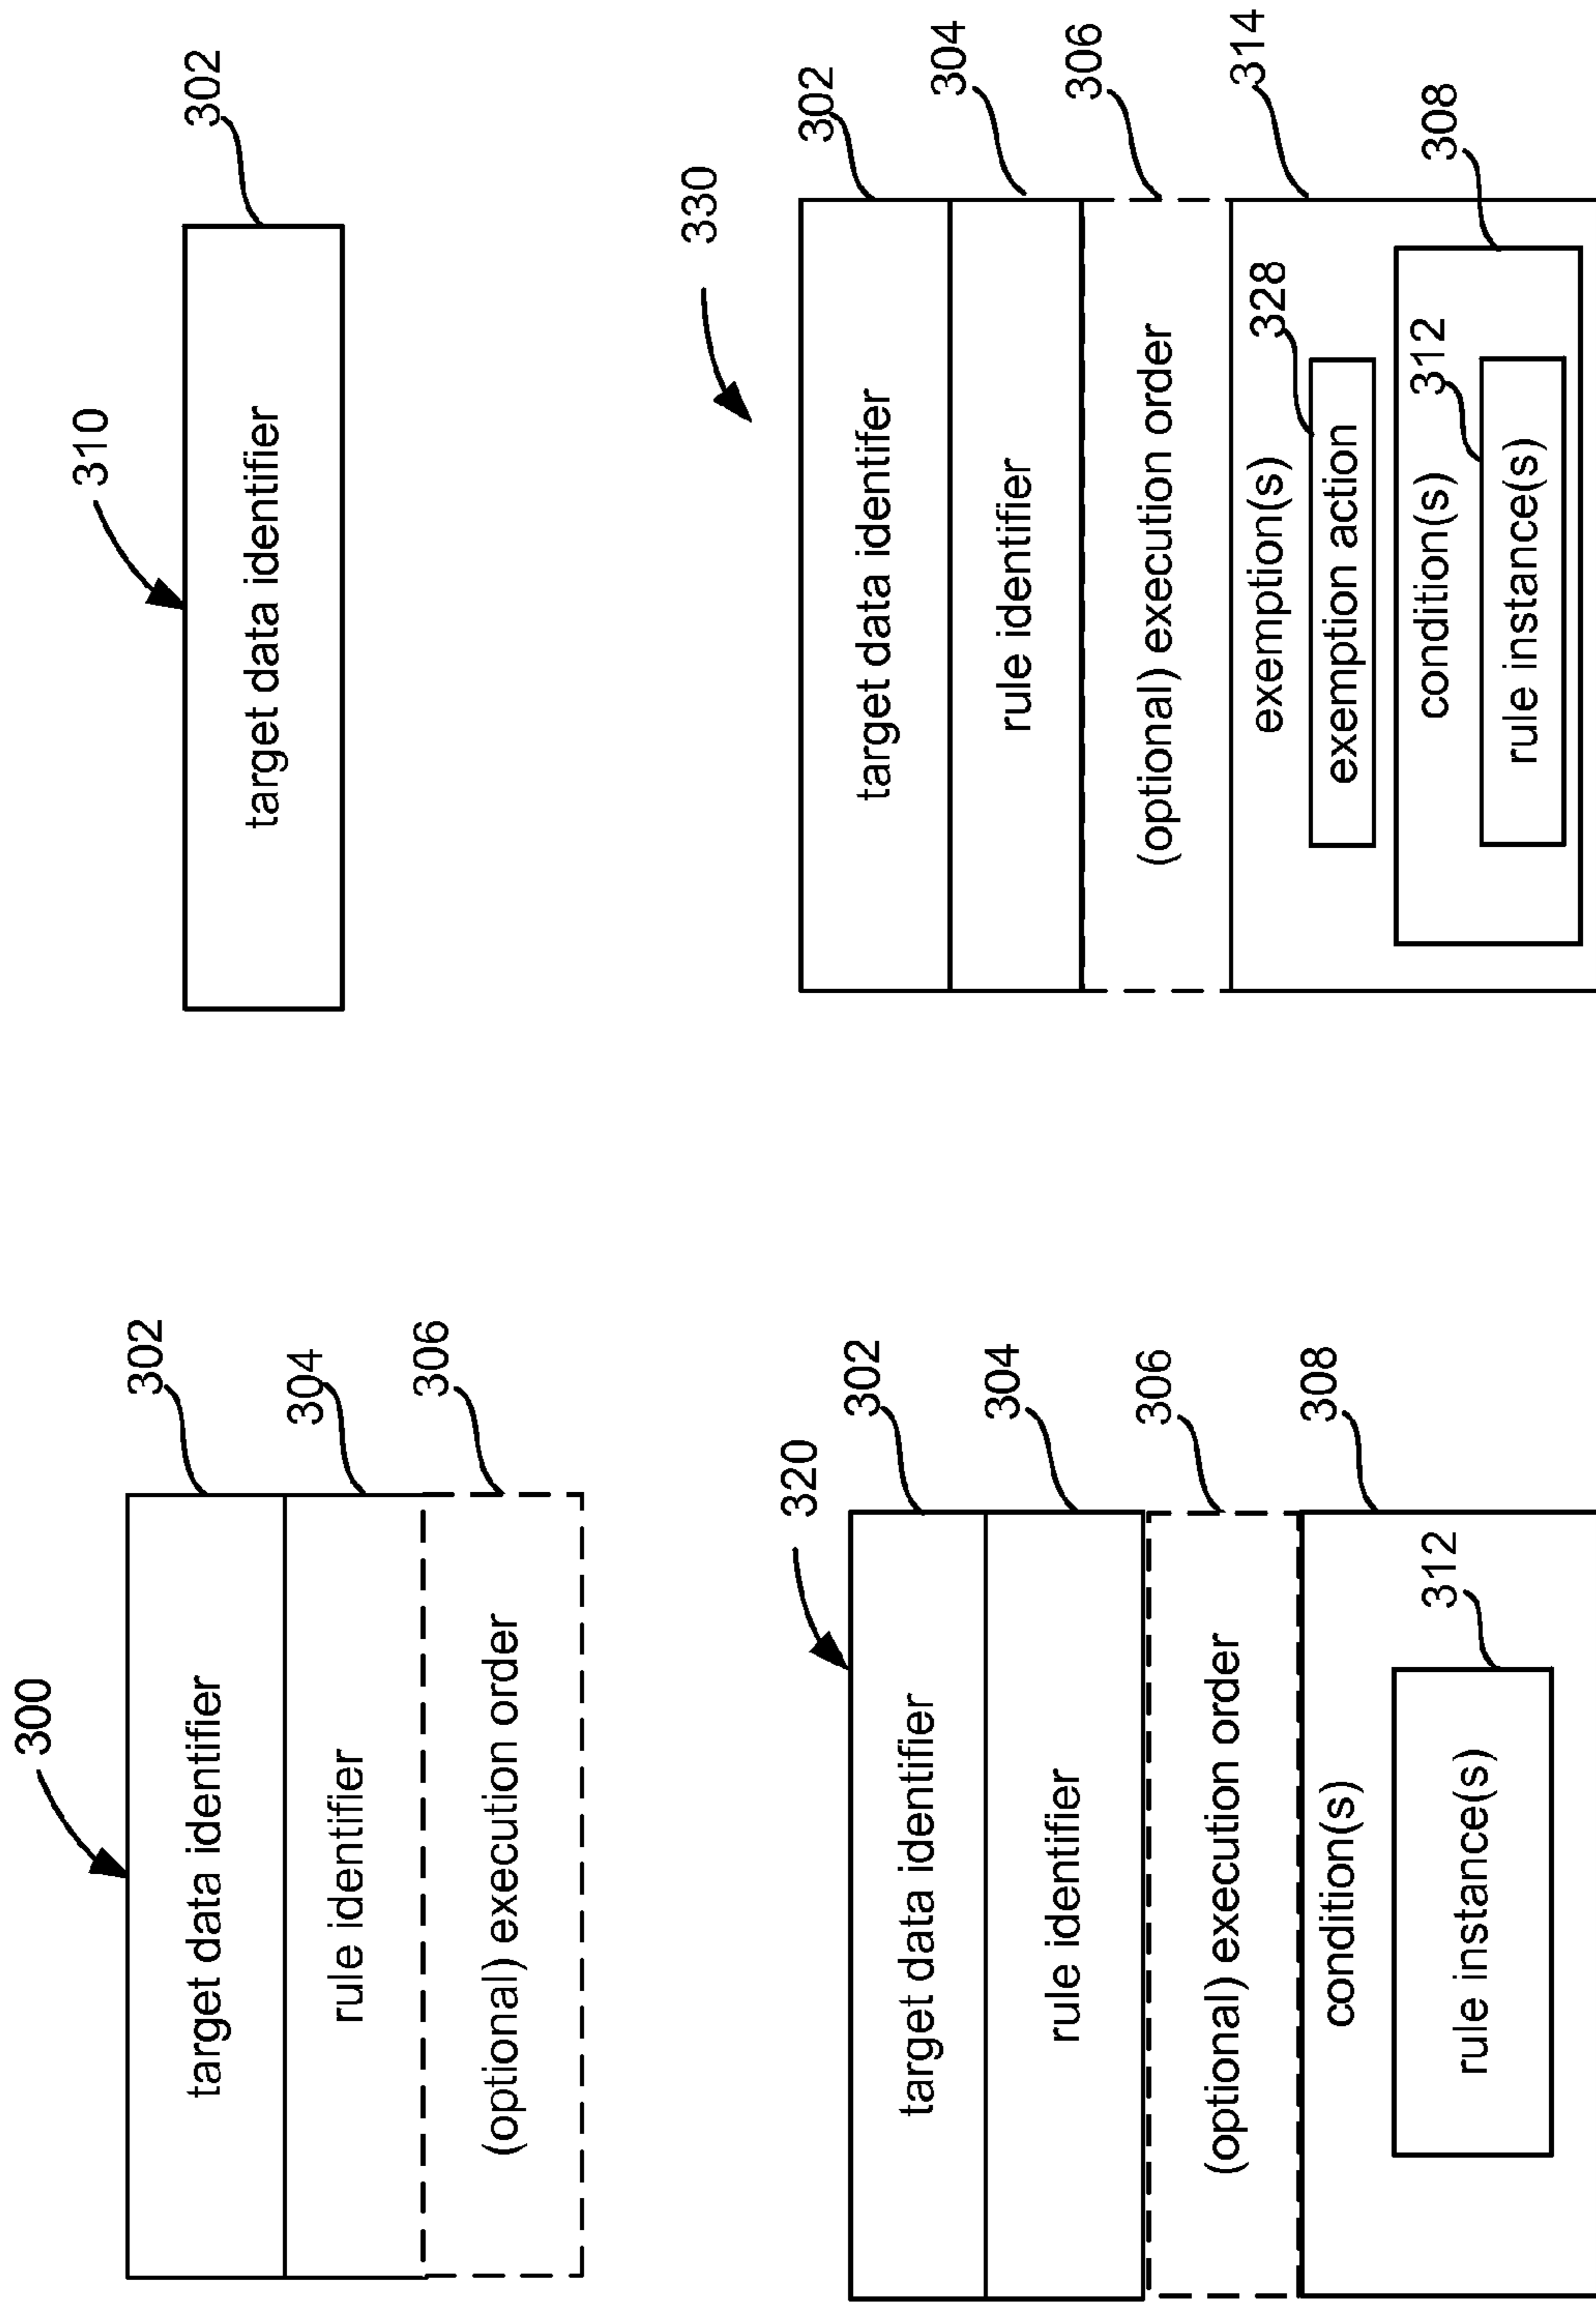 300
target data identifier
302
rule identifier
304
(optional) execution order
306
310
target data identifier
302
320
target data identifier
302
rule identifier
304
(optional) execution order
306
condition(s)
308
312
rule instance(s)
330
target data identifer
302
rule identifier
304
(optional) execution order
306
exemption(s)
328
314
exemption action
condition(s)
312
308
rule instance(s)